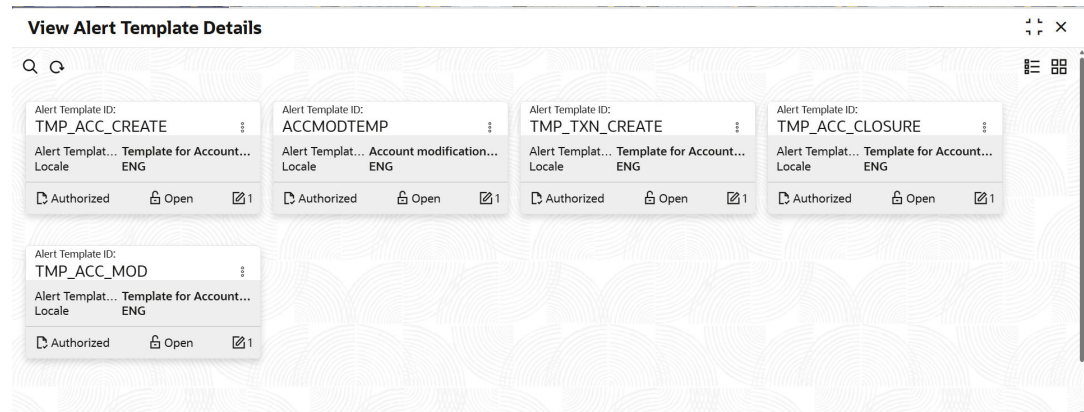 View Alert Template Details
Alert Template ID:
TMP_ACC_CREATE
Alert Templat... Template for Account...
Locale ENG
Authorized Open 1
Alert Template ID:
ACCMODTEMP
Alert Templat... Account modification...
Locale ENG
Authorized Open 1
Alert Template ID:
TMP_TXN_CREATE
Alert Templat... Template for Account...
Locale ENG
Authorized Open 1
Alert Template ID:
TMP_ACC_CLOSURE
Alert Templat... Template for Account...
Locale ENG
Authorized Open 1
Alert Template ID:
TMP_ACC_MOD
Alert Templat... Template for Account...
Locale ENG
Authorized Open 1